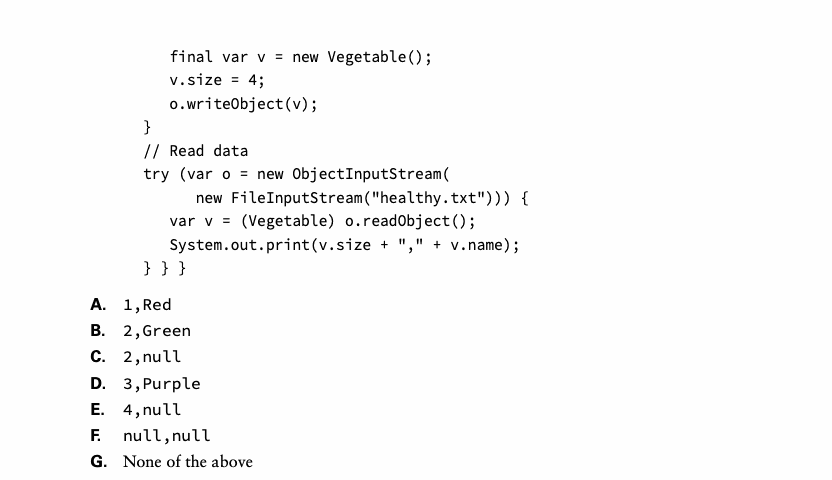 final var v = new Vegetable();
v.size = 4;
o.writeObject(v);
}
// Read data
try (var o = new ObjectInputStream(
new FileInputStream("healthy.txt"))) {
var v = (Vegetable) o.readObject();
System.out.print(v.size + "," + v.name);
} } }
A. 1,Red
B. 2,Green
C. 2,null
D. 3,Purple
E. 4,null
F. null,null
G. None of the above